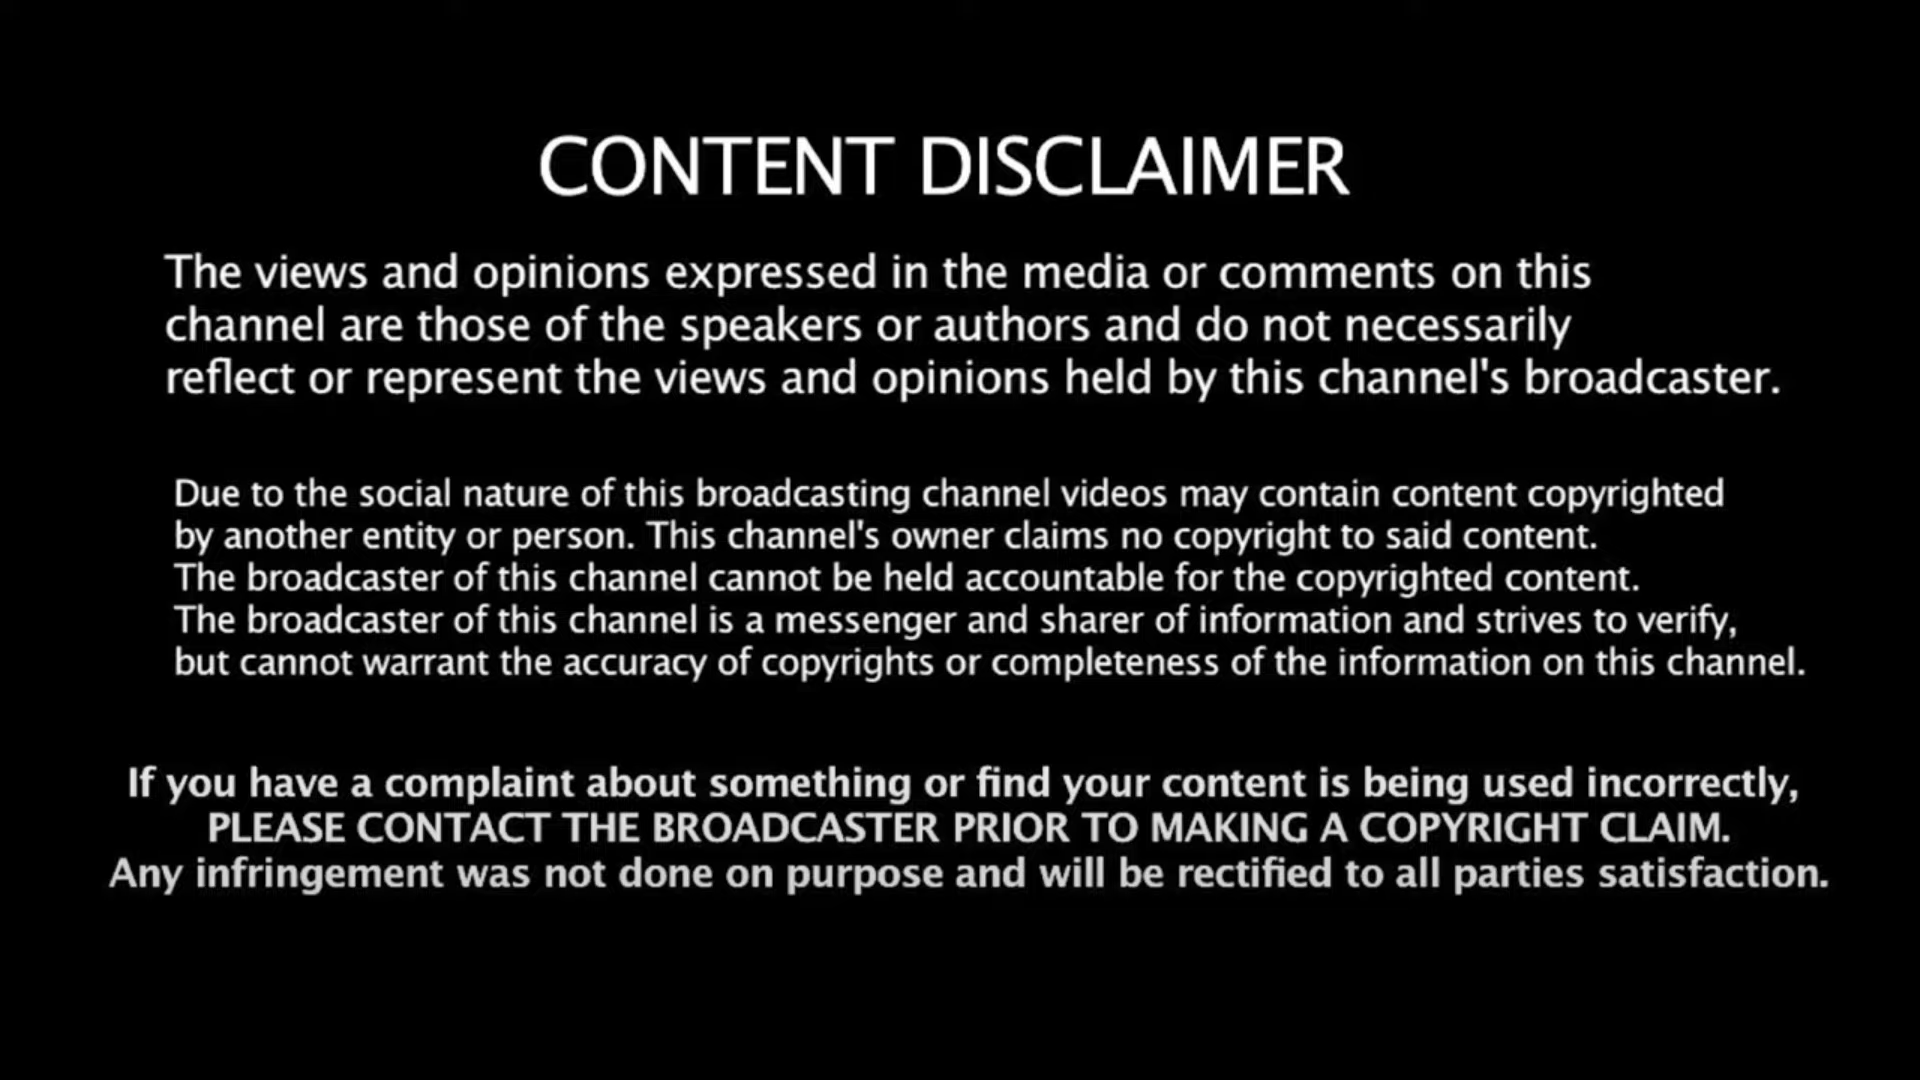 CONTENT DISCLAIMER
The views and opinions expressed in the media or comments on this
channel are those of the speakers or authors and do not necessarily
reflect or represent the views and opinions held by this channel's broadcaster.
Due to the social nature of this broadcasting channel videos may contain content copyrighted
by another entity or person. This channel's owner claims no copyright to said content.
The broadcaster of this channel cannot be held accountable for the copyrighted content.
The broadcaster of this channel is a messenger and sharer of information and strives to verify,
but cannot warrant the accuracy of copyrights or completeness of the information on this channel.
If you have a complaint about something or find your content is being used incorrectly,
PLEASE CONTACT THE BROADCASTER PRIOR TO MAKING A COPYRIGHT CLAIM.
Any infringement was not done on purpose and will be rectified to all parties satisfaction.